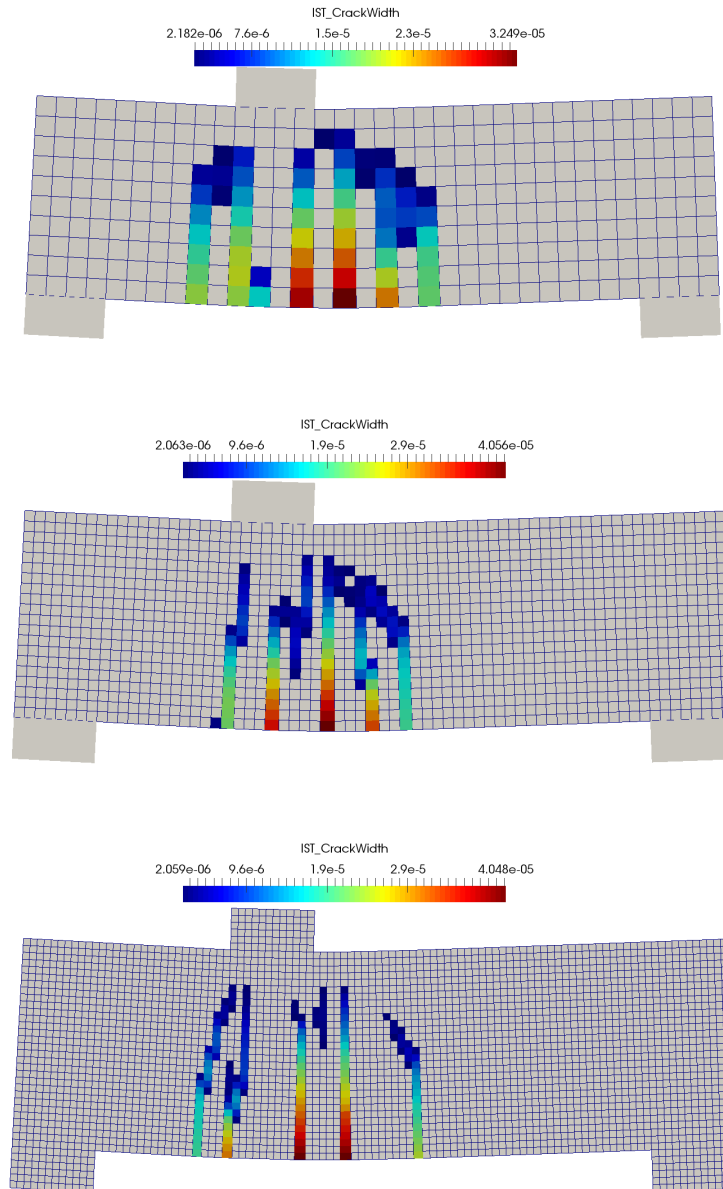 IST_CrackWidth
2.182e-06 7.6e-6 1.5e-5 2.3e-5 3.249e-05
IST_CrackWidth
2.063e-06 9.6e-6 1.9e-5 2.9e-5 4.056e-05
IST_CrackWidth
2.059e-06 9.6e-6 1.9e-5 2.9e-5 4.048e-05